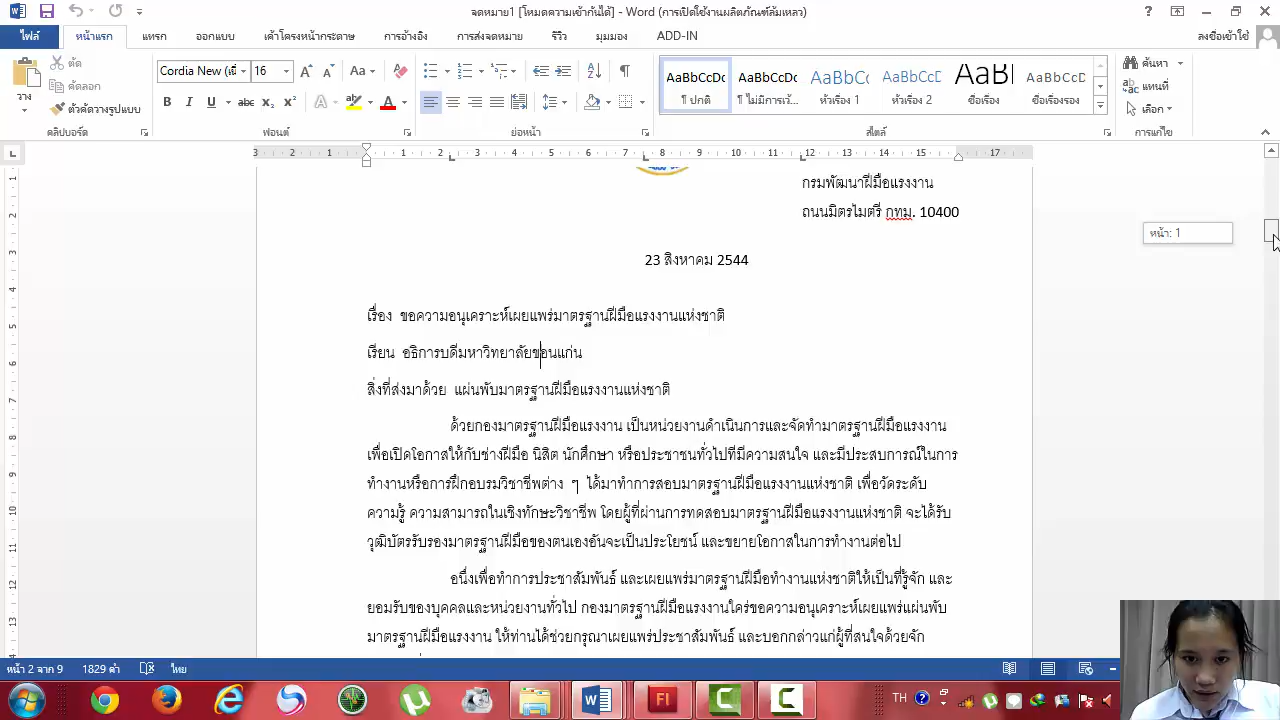 จดหมาย1 [โหมดความเข้ากันได้] - Word (การเปิดใช้งานผลิตภัณฑ์ล้มเหลว)
ไฟล์ หน้าแรก แทรก ออกแบบ เค้าโครงหน้ากระดาษ การอ้างอิง การส่งจดหมาย รีวิว มุมมอง ADD-IN ลงชื่อเข้าใช้
วาง ตัด คัดลอก ตัวคัดวางรูปแบบ
Cordia New (เนื้ 16
AaBbCcDc AaBbCcDc AaBbC AaBbCcD AaBbI AaBbCcD
¶ ปกติ ¶ ไม่มีการเว้... หัวเรื่อง 1 หัวเรื่อง 2 ชื่อเรื่อง ชื่อเรื่องรอง
ค้นหา
แทนที่
เลือก
คลิปบอร์ด ฟอนต์ ย่อหน้า สไตล์ การแก้ไข
3 2 1 1 2 3 4 5 6 7 8 9 10 11 12 13 14 15 17
กรมพัฒนาฝีมือแรงงาน
ถนนมิตรไมตรี กทม. 10400
หน้า: 1
23 สิงหาคม 2544
เรื่อง ขอความอนุเคราะห์เผยแพร่มาตรฐานฝีมือแรงงานแห่งชาติ
เรียน อธิการบดีมหาวิทยาลัยขอนแก่น
สิ่งที่ส่งมาด้วย แผ่นพับมาตรฐานฝีมือแรงงานแห่งชาติ
ด้วยกองมาตรฐานฝีมือแรงงาน เป็นหน่วยงานดำเนินการและจัดทำมาตรฐานฝีมือแรงงาน
เพื่อเปิดโอกาสให้กับช่างฝีมือ นิสิต นักศึกษา หรือประชาชนทั่วไปที่มีความสนใจ และมีประสบการณ์ในการ
ทำงานหรือการฝึกอบรมวิชาชีพต่าง ๆ ได้มาทำการสอบมาตรฐานฝีมือแรงงานแห่งชาติ เพื่อวัดระดับ
ความรู้ ความสามารถในเชิงทักษะวิชาชีพ โดยผู้ที่ผ่านการทดสอบมาตรฐานฝีมือแรงงานแห่งชาติ จะได้รับ
วุฒิบัตรรับรองมาตรฐานฝีมือของตนเองอันจะเป็นประโยชน์ และขยายโอกาสในการทำงานต่อไป
อนึ่งเพื่อทำการประชาสัมพันธ์ และเผยแพร่มาตรฐานฝีมือทำงานแห่งชาติให้เป็นที่รู้จัก และ
ยอมรับของบุคคลและหน่วยงานทั่วไป กองมาตรฐานฝีมือแรงงานใคร่ขอความอนุเคราะห์เผยแพร่แผ่นพับ
มาตรฐานฝีมือแรงงาน ให้ท่านได้ช่วยกรุณาเผยแพร่ประชาสัมพันธ์ และบอกกล่าวแก่ผู้ที่สนใจด้วยจัก
หน้า 2 จาก 9 1829 คำ ไทย
TH